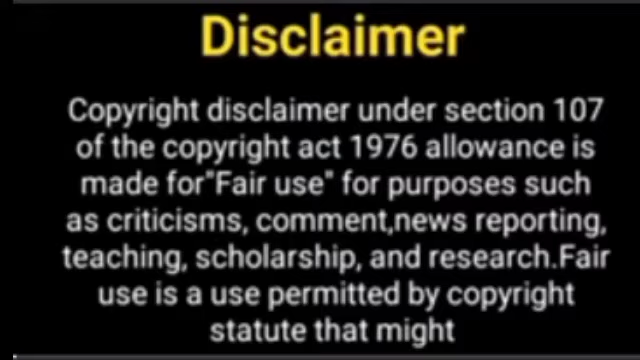 Disclaimer
Copyright disclaimer under section 107
of the copyright act 1976 allowance is
made for"Fair use" for purposes such
as criticisms, comment,news reporting,
teaching, scholarship, and research.Fair
use is a use permitted by copyright
statute that might